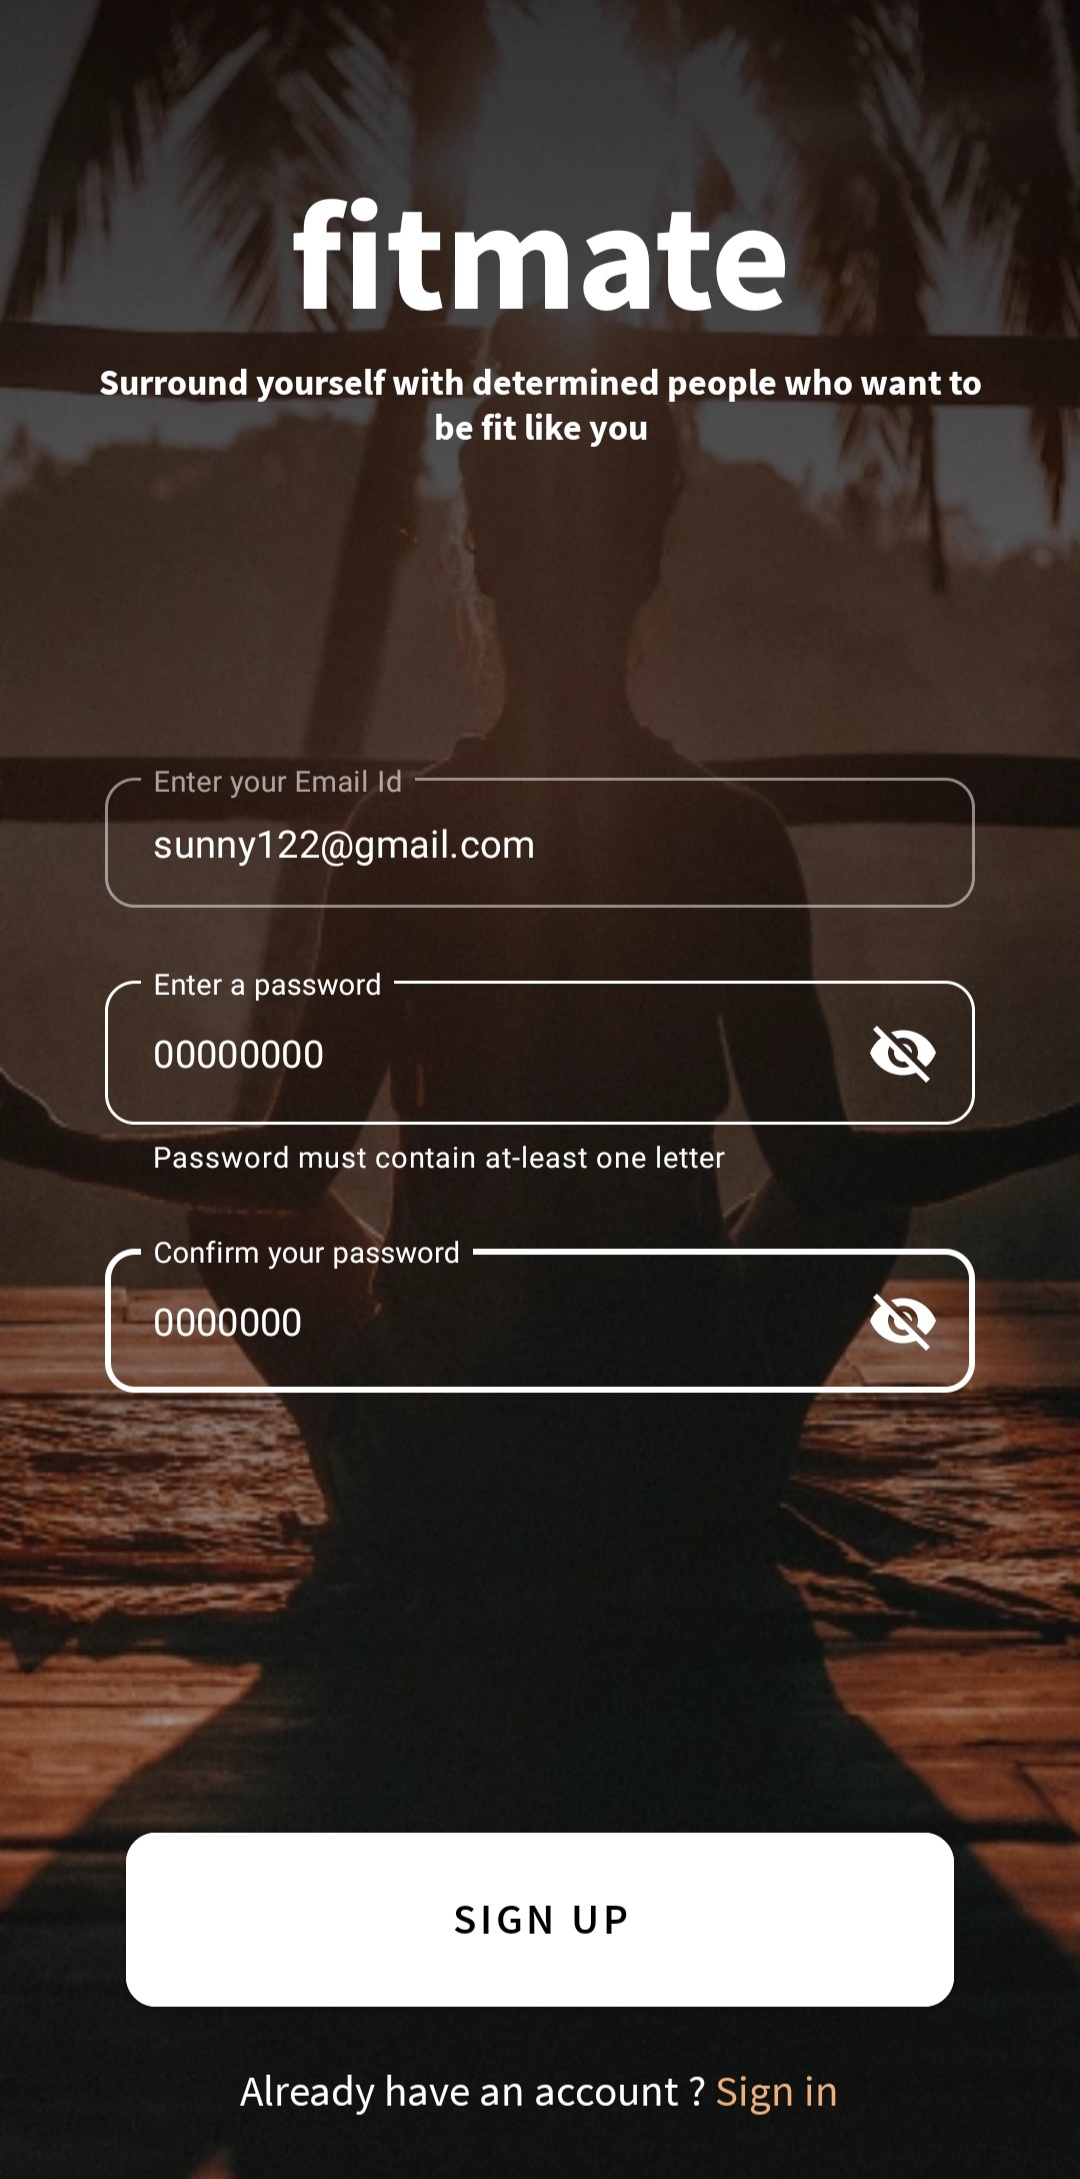 fitmate
Surround yourself with determined people who want to
be fit like you
Enter your Email Id
sunny122@gmail.com
Enter a password
00000000
Password must contain at-least one letter
Confirm your password
0000000
SIGN UP
Already have an account ? Sign in